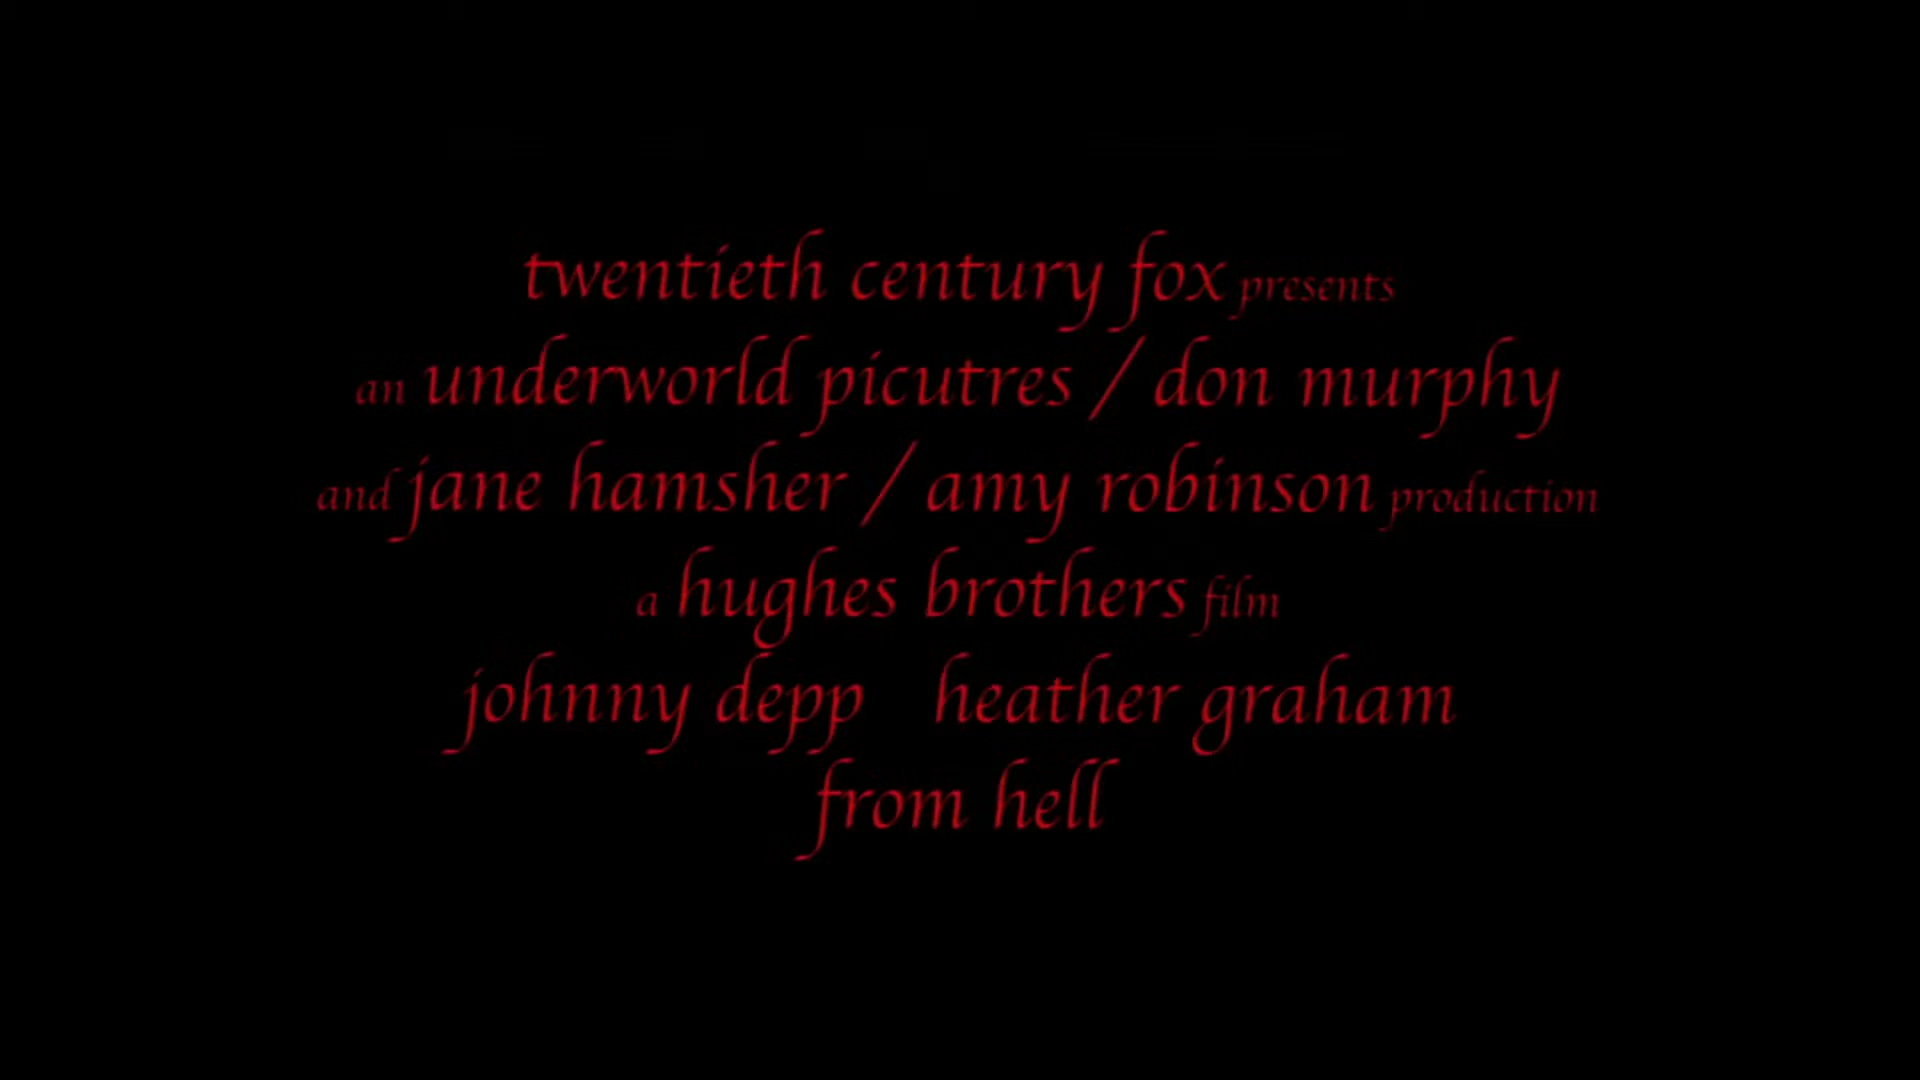 twentieth century fox presents
an underworld picutres / don murphy
and jane hamsher / amy robinson production
a hughes brothers film
johnny depp heather graham
from hell